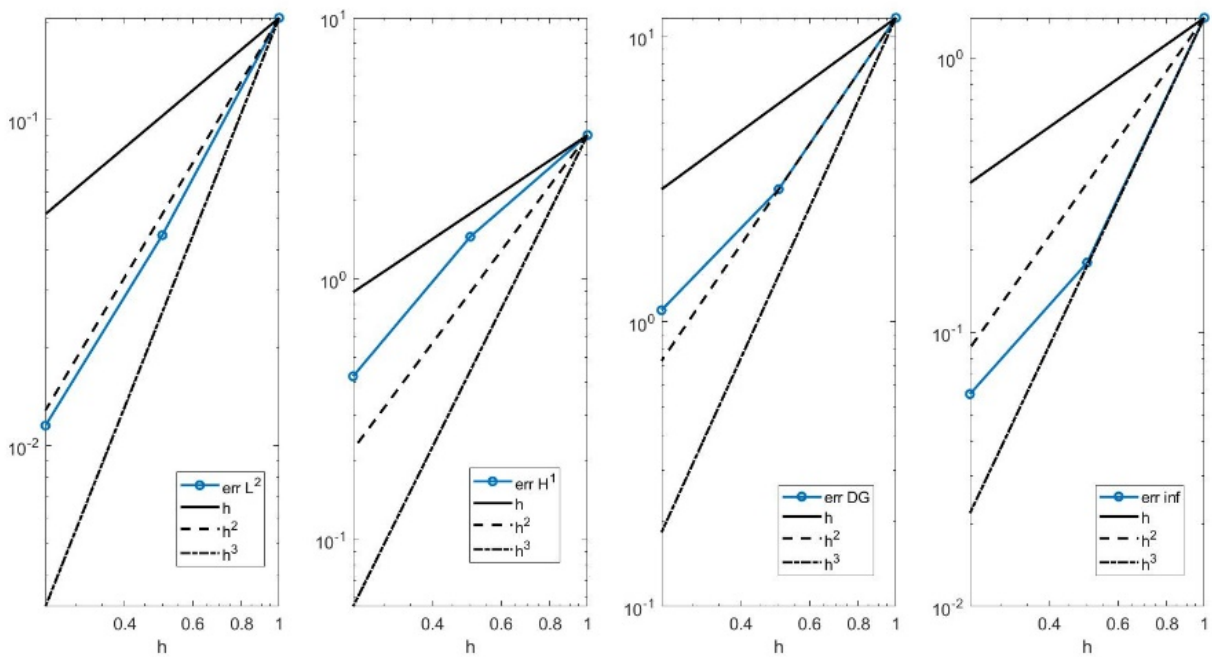 10^-1
10^-2
0.4 0.6 0.8 1
h
err L^2
h
h^2
h^3
10^1
10^0
10^-1
0.4 0.6 0.8 1
h
err H^1
h
h^2
h^3
10^1
10^0
10^-1
0.4 0.6 0.8 1
h
err DG
h
h^2
h^3
10^0
10^-1
10^-2
0.4 0.6 0.8 1
h
err inf
h
h^2
h^3